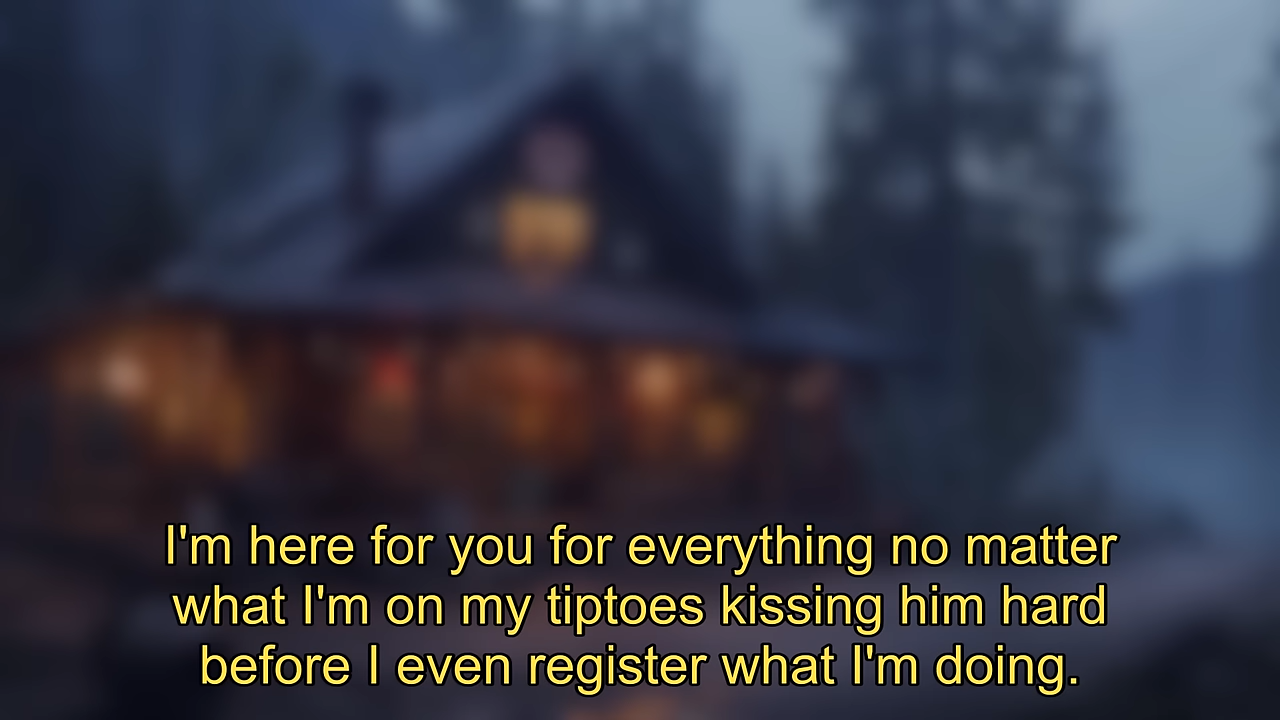 I'm here for you for everything no matter
what I'm on my tiptoes kissing him hard
before I even register what I'm doing.